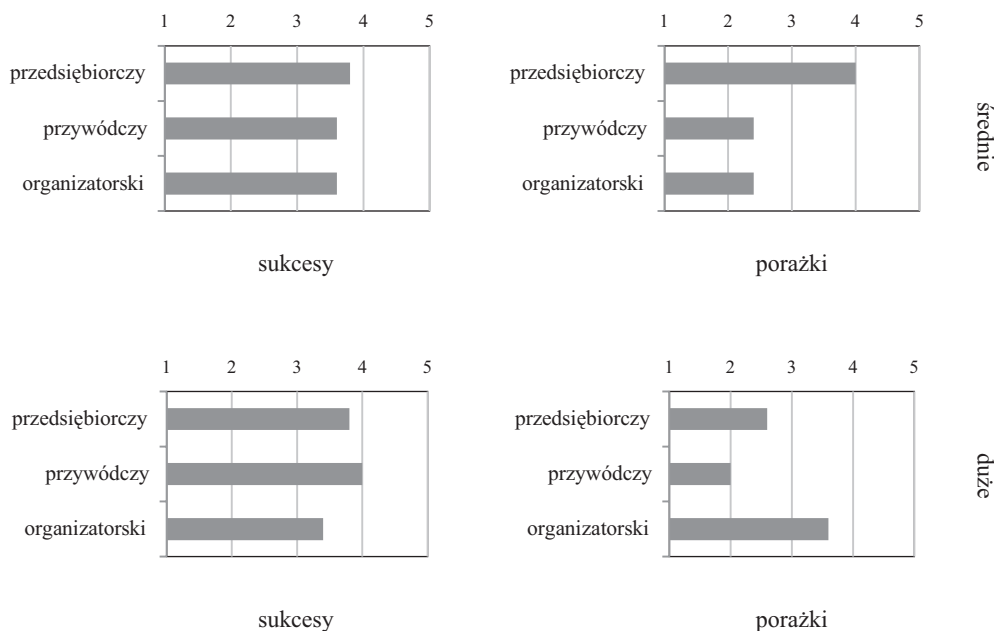 1 2 3 4 5
przedsiębiorczy
przywódczy
organizatorski
sukcesy
1 2 3 4 5
przedsiębiorczy
przywódczy
organizatorski
porażki
średnie
1 2 3 4 5
przedsiębiorczy
przywódczy
organizatorski
sukcesy
1 2 3 4 5
przedsiębiorczy
przywódczy
organizatorski
porażki
duże